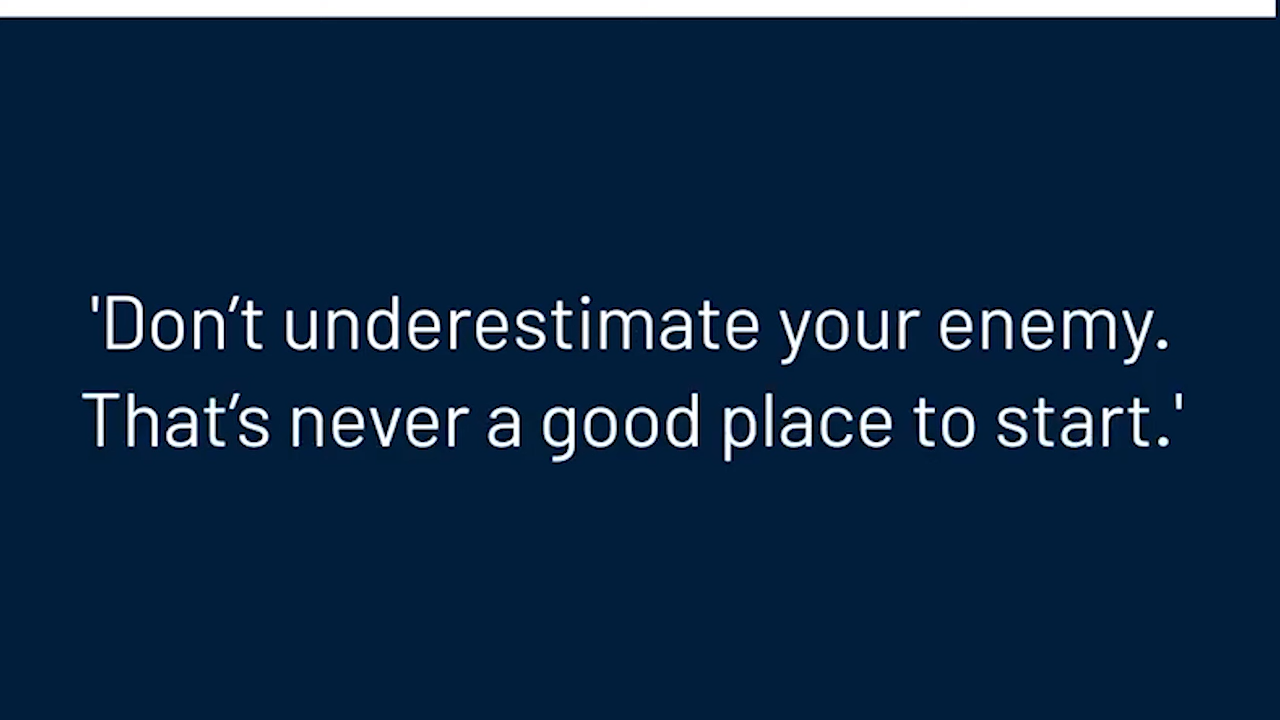 'Don’t underestimate your enemy.
That’s never a good place to start.'